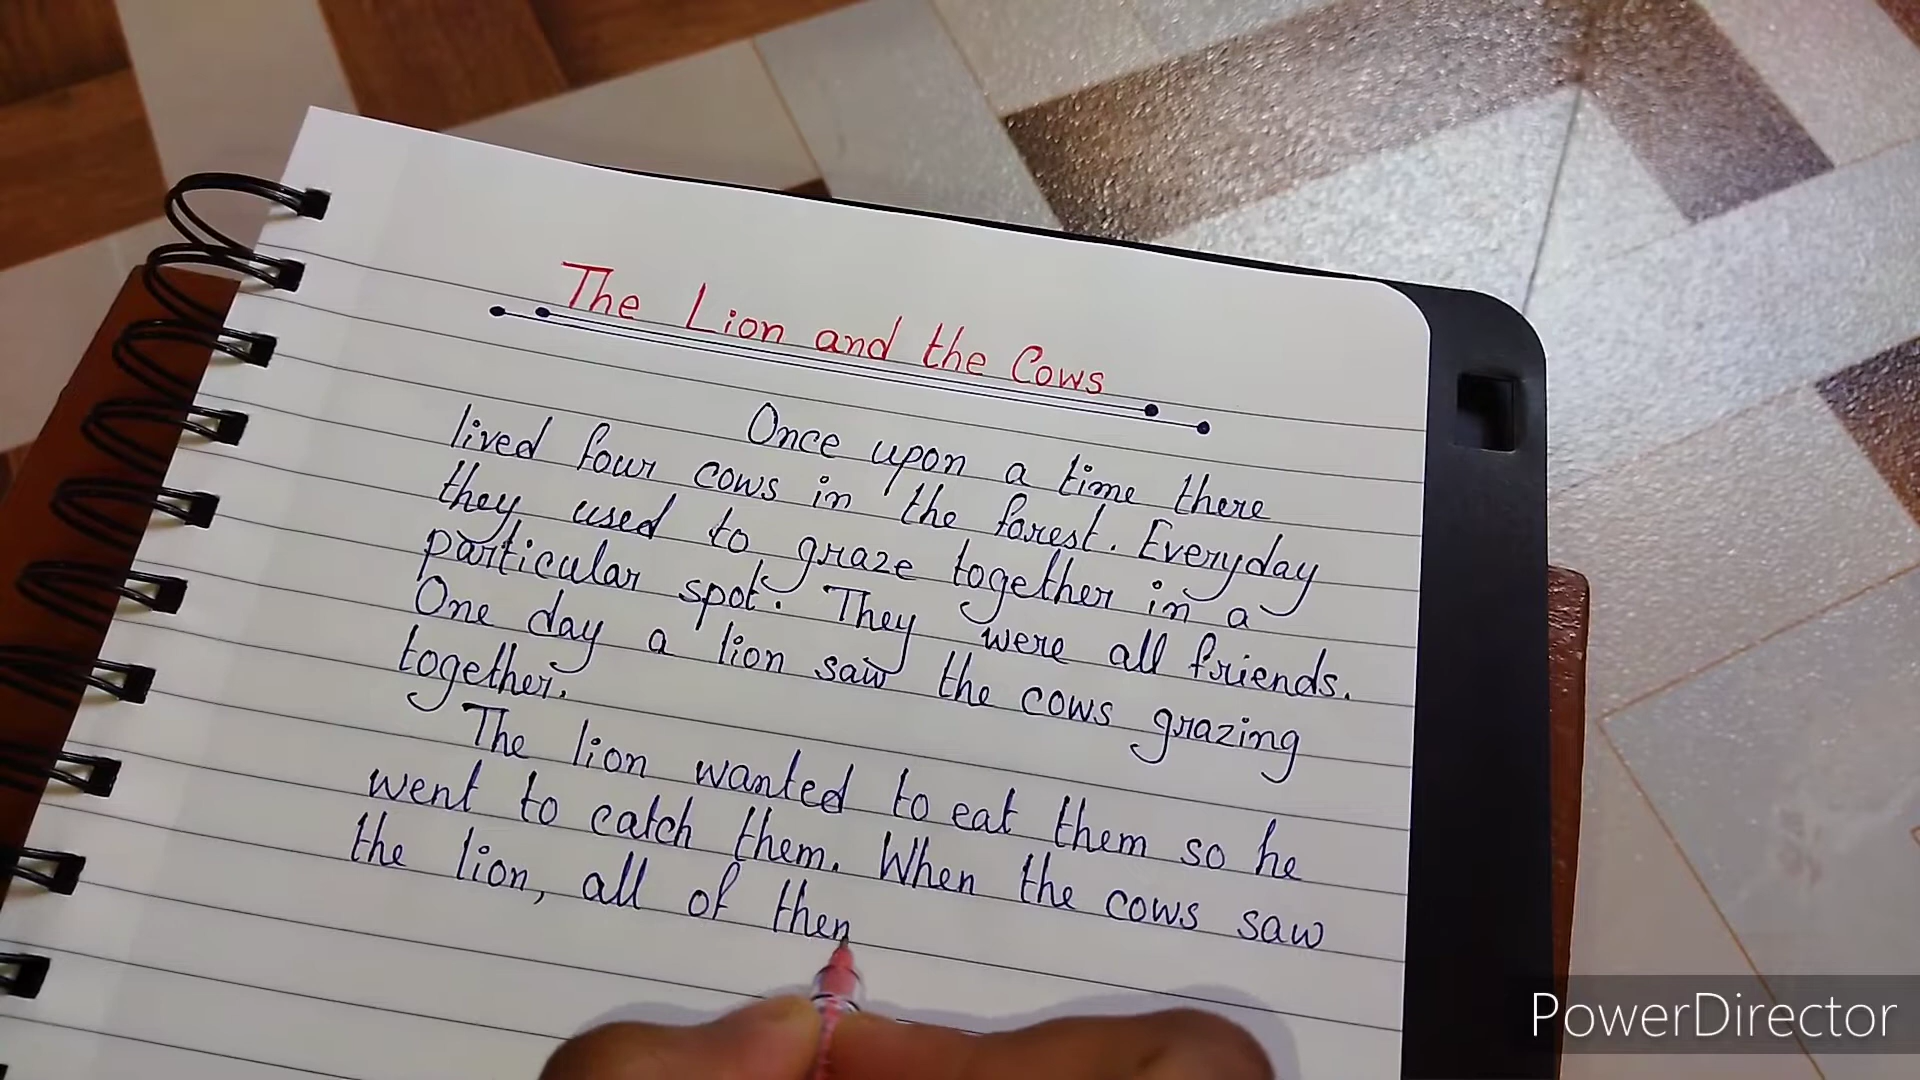 The Lion and the Cows
Once upon a time there
lived four cows in the forest. Everyday
they used to graze together in a
particular spot. They were all friends.
One day a lion saw the cows grazing
together.
The lion wanted to eat them so he
went to catch them. When the cows saw
the lion, all of then
PowerDirector